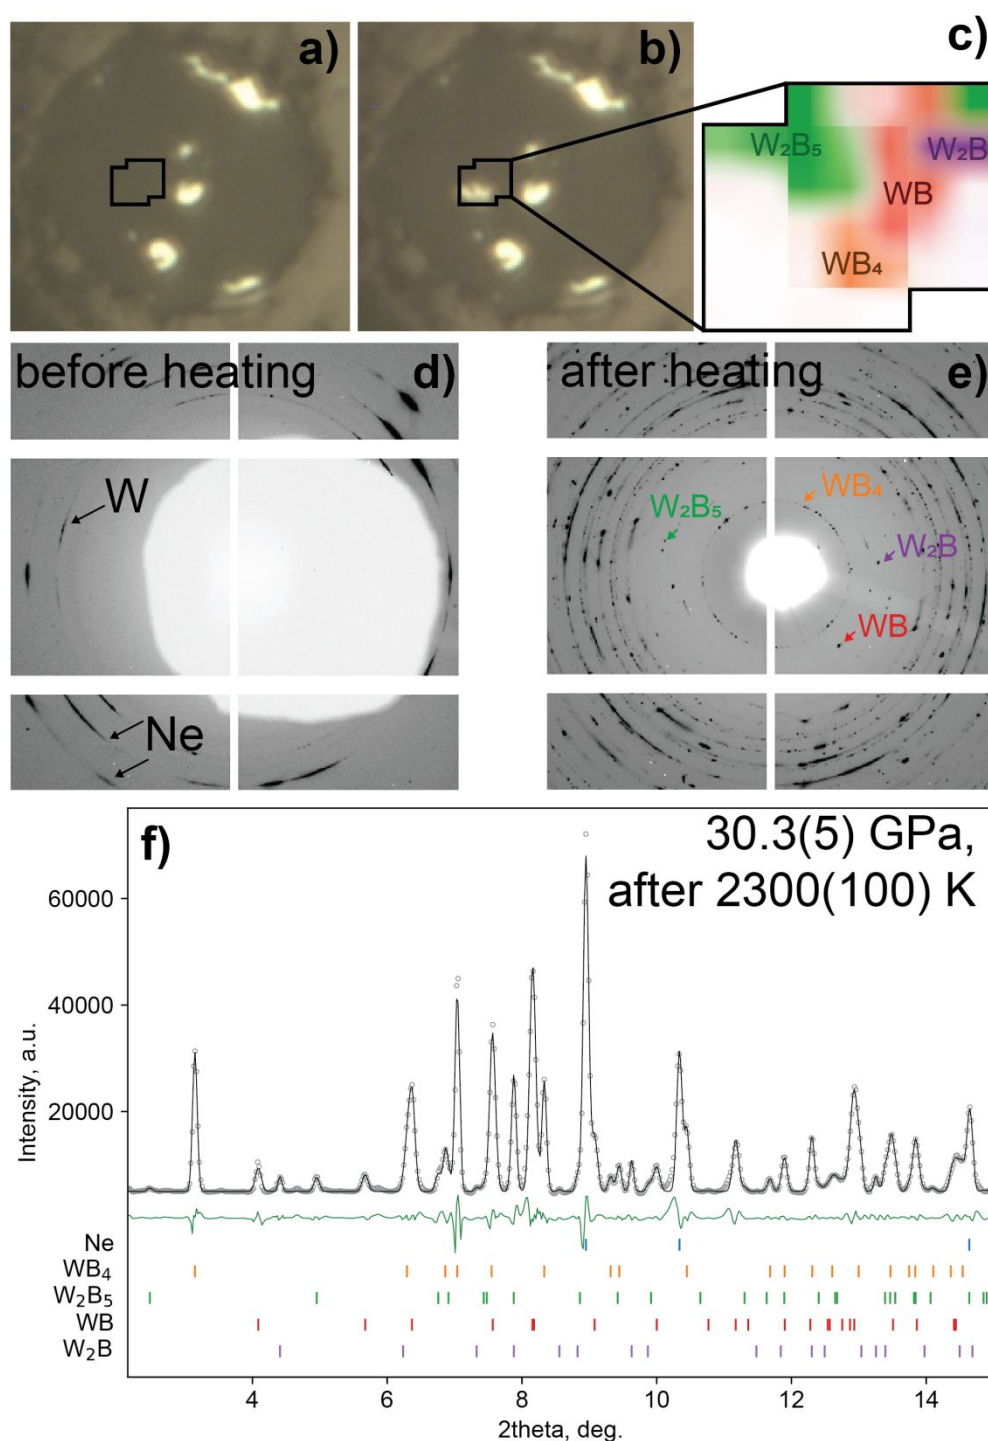 a)
b)
c)
W₂B₅
W₂B
WB
WB₄
before heating
d)
after heating
e)
W
Ne
WB₄
W₂B₅
W₂B
WB
f)
30.3(5) GPa,
after 2300(100) K
60000
40000
20000
Intensity, a.u.
Ne
WB₄
W₂B₅
WB
W₂B
4
6
8
10
12
14
2theta, deg.